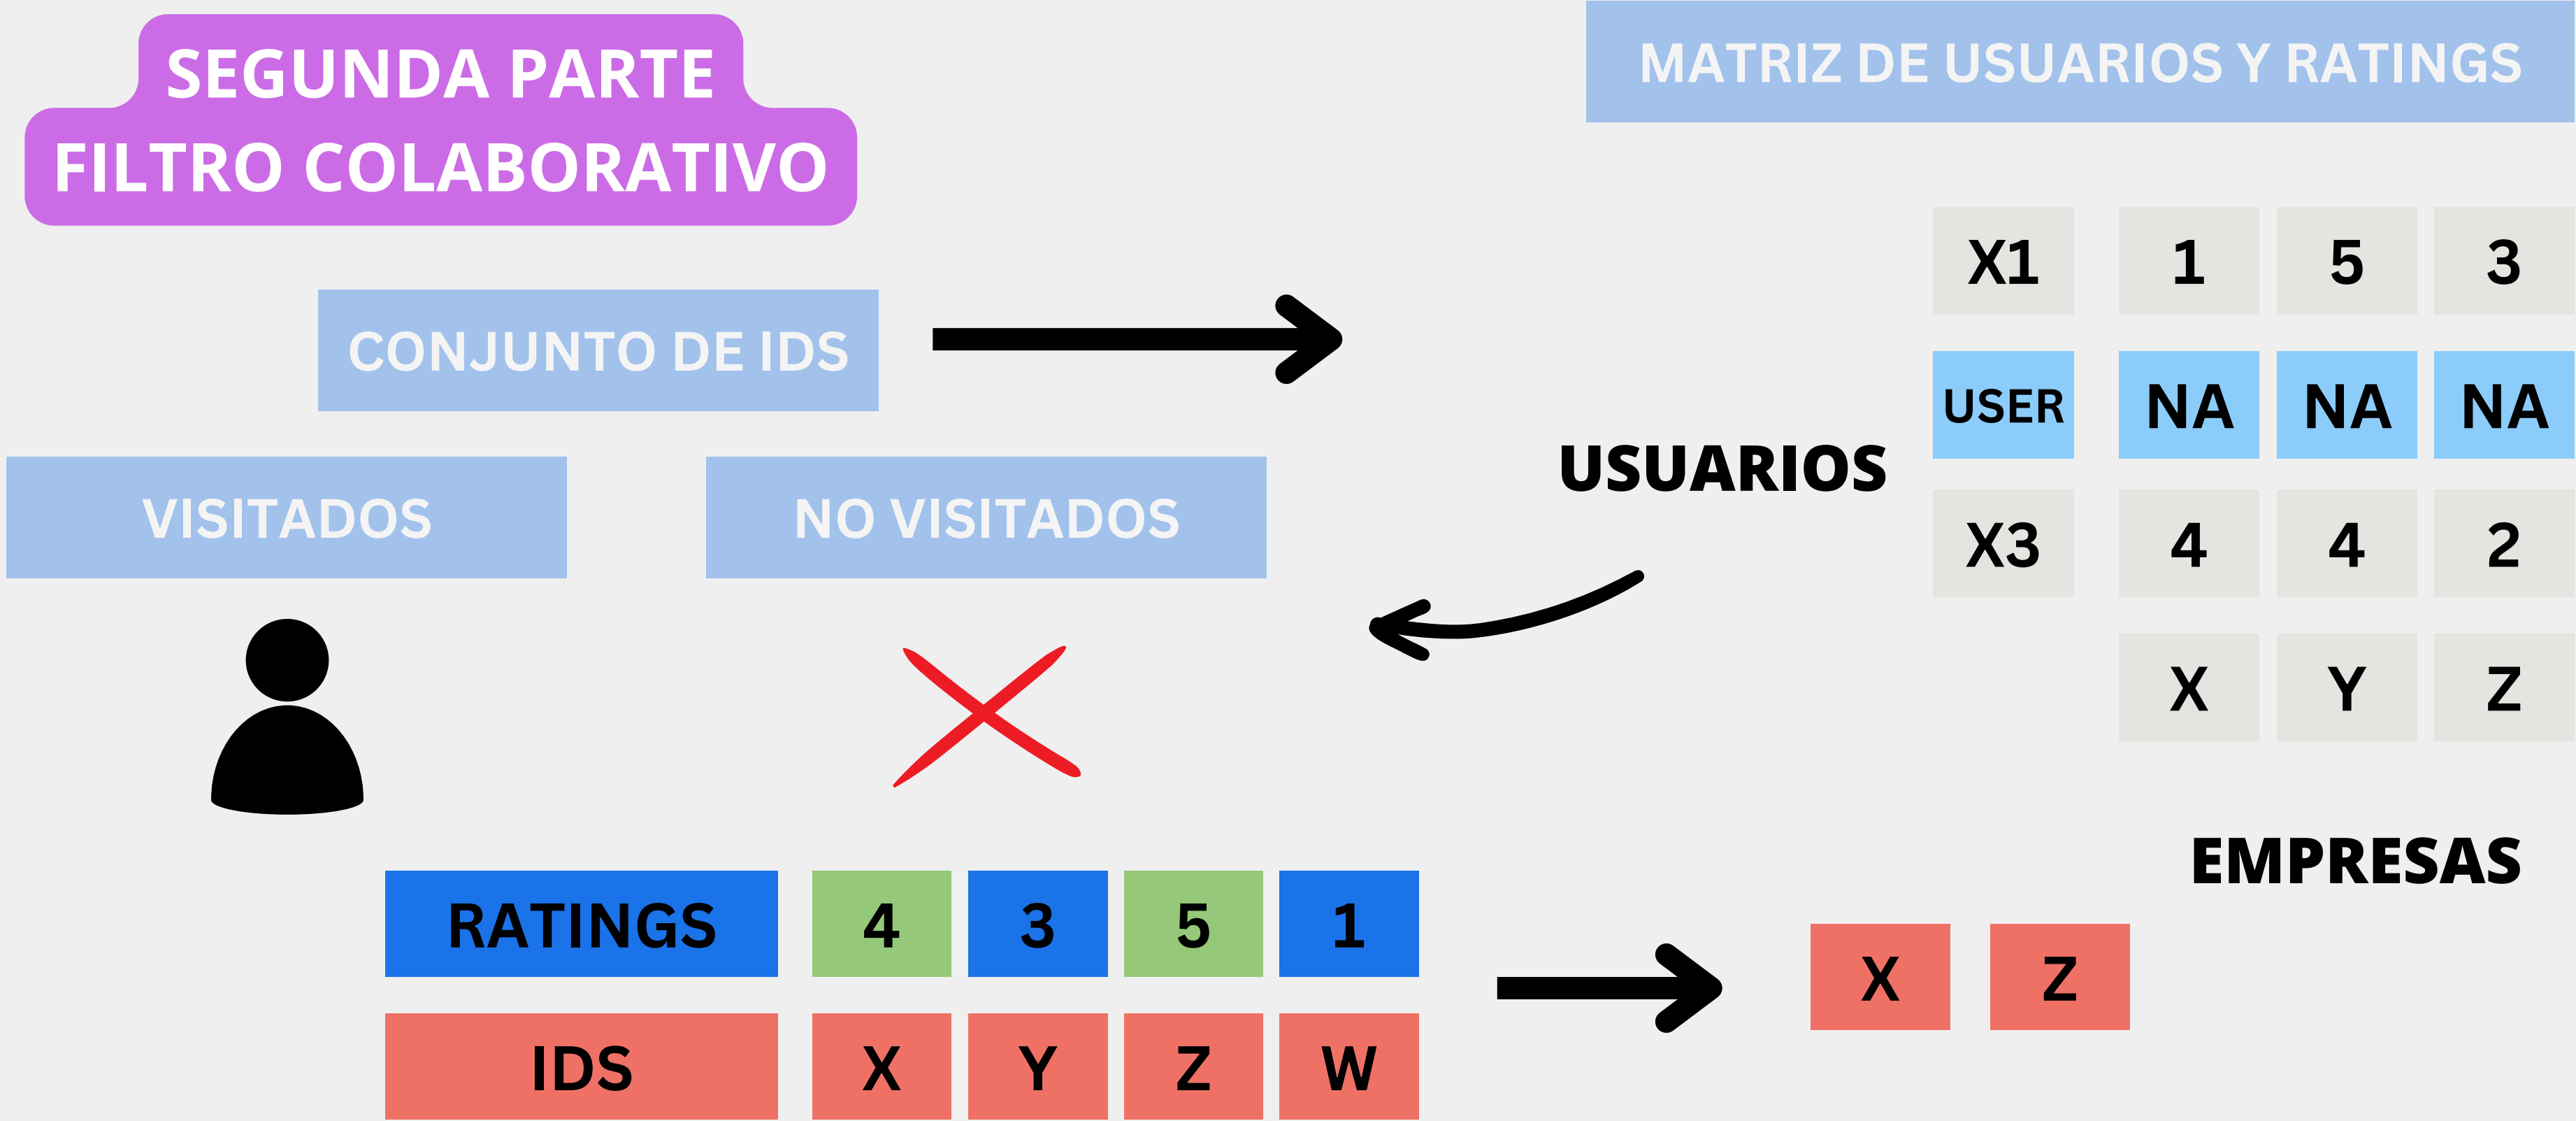 SEGUNDA PARTE
FILTRO COLABORATIVO
MATRIZ DE USUARIOS Y RATINGS
CONJUNTO DE IDS
VISITADOS
NO VISITADOS
USUARIOS
X1 1 5 3
USER NA NA NA
X3 4 4 2
X Y Z
EMPRESAS
RATINGS 4 3 5 1
IDS X Y Z W
X Z